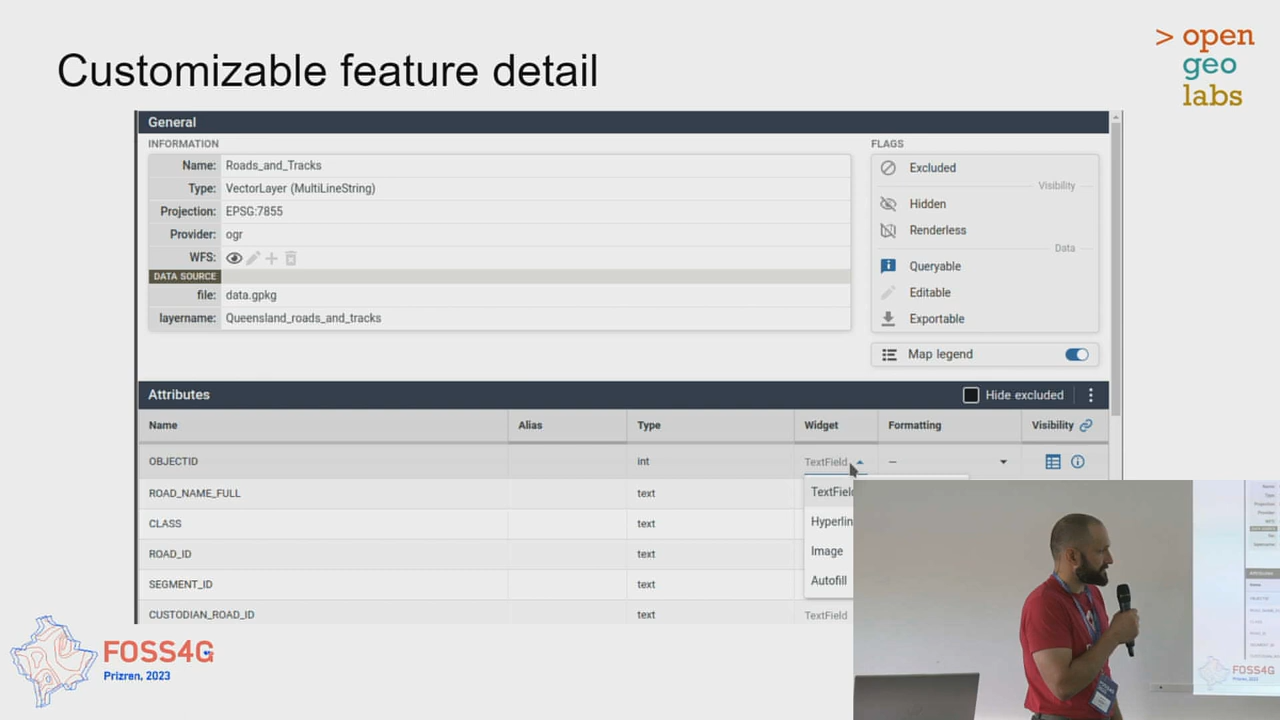 Customizable feature detail
> open
geo
labs
General
INFORMATION
Name: Roads_and_Tracks
Type: VectorLayer (MultiLineString)
Projection: EPSG:7855
Provider: ogr
WFS:
DATA SOURCE
file: data.gpkg
layername: Queensland_roads_and_tracks
FLAGS
Excluded
Visibility
Hidden
Renderless
Data
Queryable
Editable
Exportable
Map legend
Attributes Hide excluded
Name Alias Type Widget Formatting Visibility
OBJECTID int TextField —
ROAD_NAME_FULL text
CLASS text
ROAD_ID text
SEGMENT_ID text
CUSTODIAN_ROAD_ID text TextField
TextField
Hyperlin
Image
Autofill
FOSS4G
Prizren, 2023
FOSS4G
Prizren, 2023